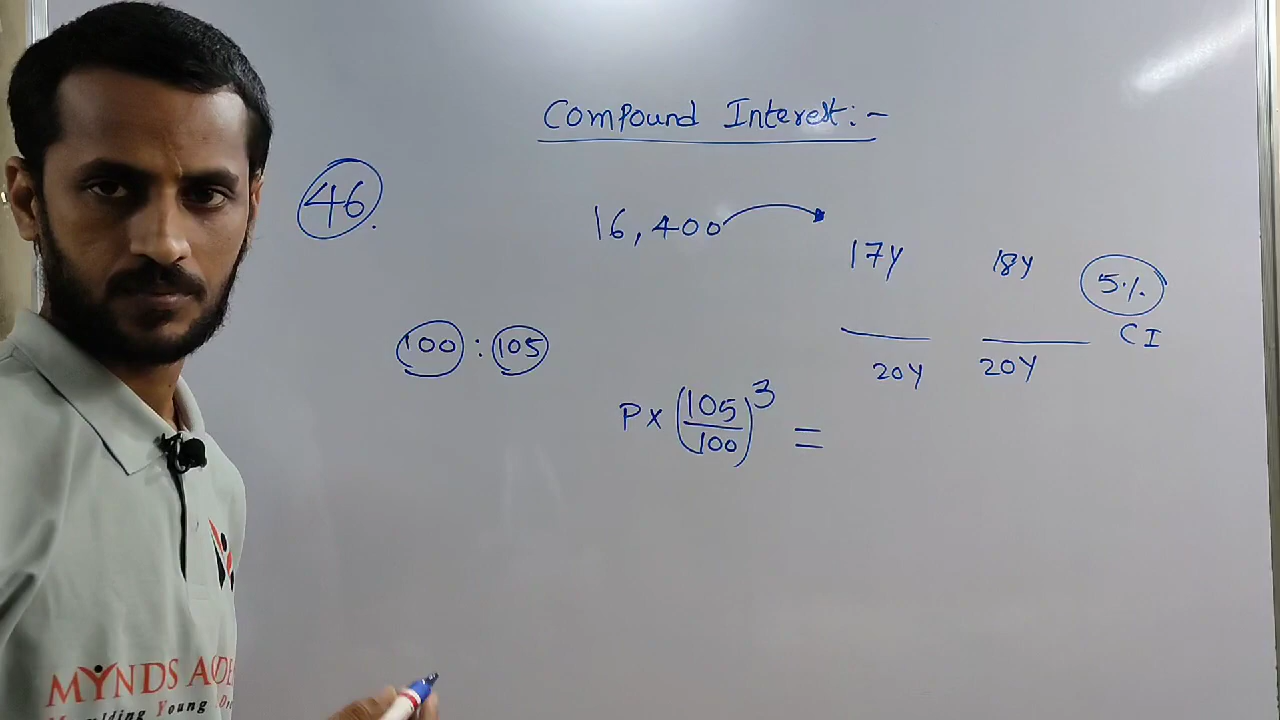 Compound Interest:-
46.
16,400
17Y 18Y 5%
100 : 105
CI
20Y 20Y
P x (105/100)^3 =
MYNDS
Young